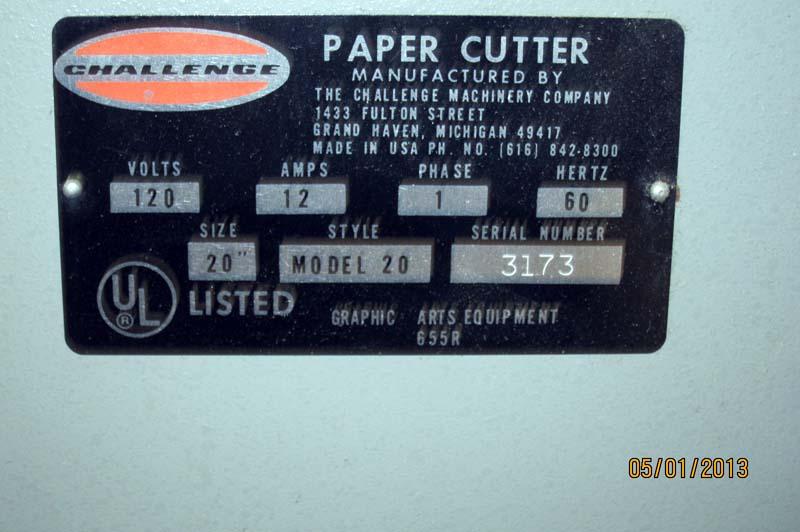 CHALLENGE
PAPER CUTTER
MANUFACTURED BY
THE CHALLENGE MACHINERY COMPANY
1433 FULTON STREET
GRAND HAVEN, MICHIGAN 49417
MADE IN USA PH. NO. (616) 842-8300
VOLTS AMPS PHASE HERTZ
120 12 1 60
SIZE STYLE SERIAL NUMBER
20" MODEL 20 3173
UL ® LISTED
GRAPHIC ARTS EQUIPMENT
655R
05/01/2013